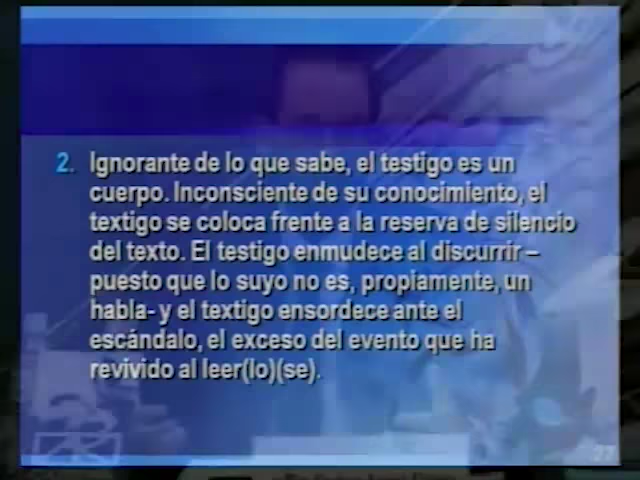 2. Ignorante de lo que sabe, el testigo es un
cuerpo. Inconsciente de su conocimiento, el
textigo se coloca frente a la reserva de silencio
del texto. El testigo enmudece al discurrir –
puesto que lo suyo no es, propiamente, un
habla- y el textigo ensordece ante el
escándalo, el exceso del evento que ha
revivido al leer(lo)(se).
27